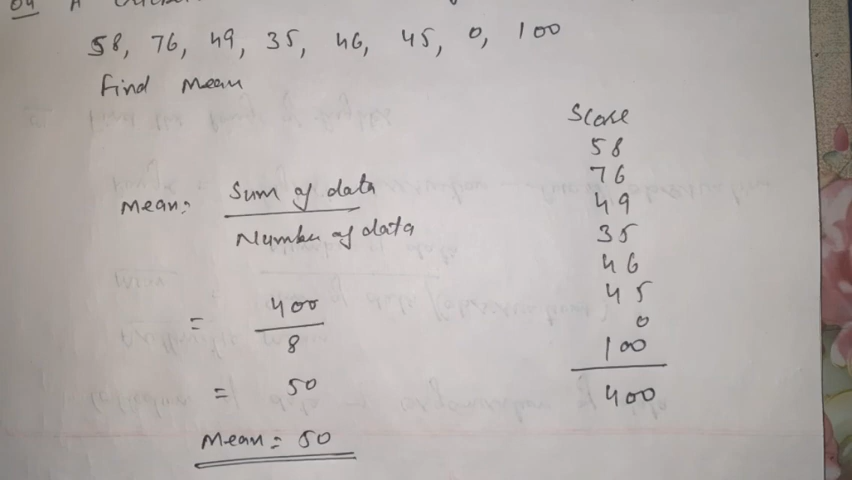 04 A
58, 76, 49, 35, 46, 45, 0, 100
Find Mean
Score
58
76
49
35
46
45
0
100
400
Mean = Sum of data
Number of data
= 400
8
= 50
Mean = 50